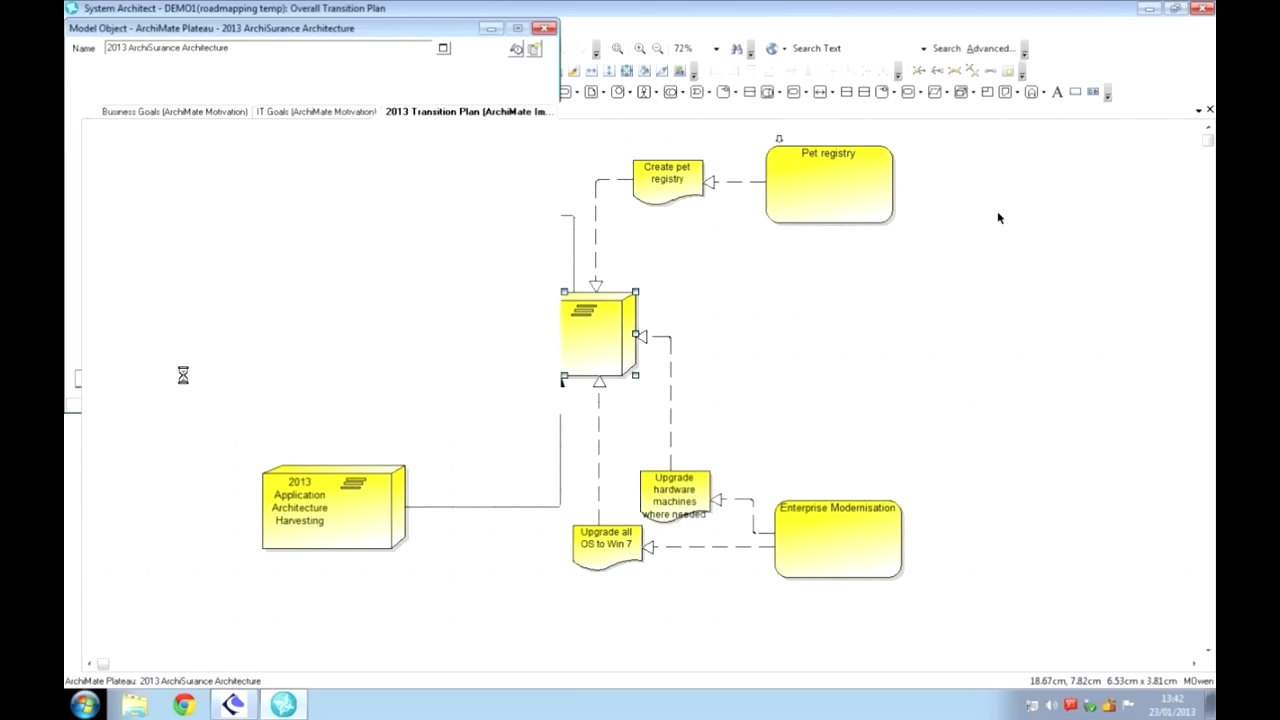 System Architect - DEMO1(roadmapping temp): Overall Transition Plan
Model Object - ArchiMate Plateau - 2013 ArchiSurance Architecture
Name 2013 ArchiSurance Architecture
72% Search Text Search Advanced...
A
Business Goals (ArchiMate Motivation) IT Goals (ArchiMate Motivation) 2013 Transition Plan (ArchiMate Im...
Create pet
registry
Pet registry
2013
Application
Architecture
Harvesting
Upgrade
hardware
machines
where needed
Upgrade all
OS to Win 7
Enterprise Modernisation
ArchiMate Plateau: 2013 ArchiSurance Architecture 18.67cm, 7.82cm 6.53cm x 3.81cm MOwen
13:42
23/01/2013